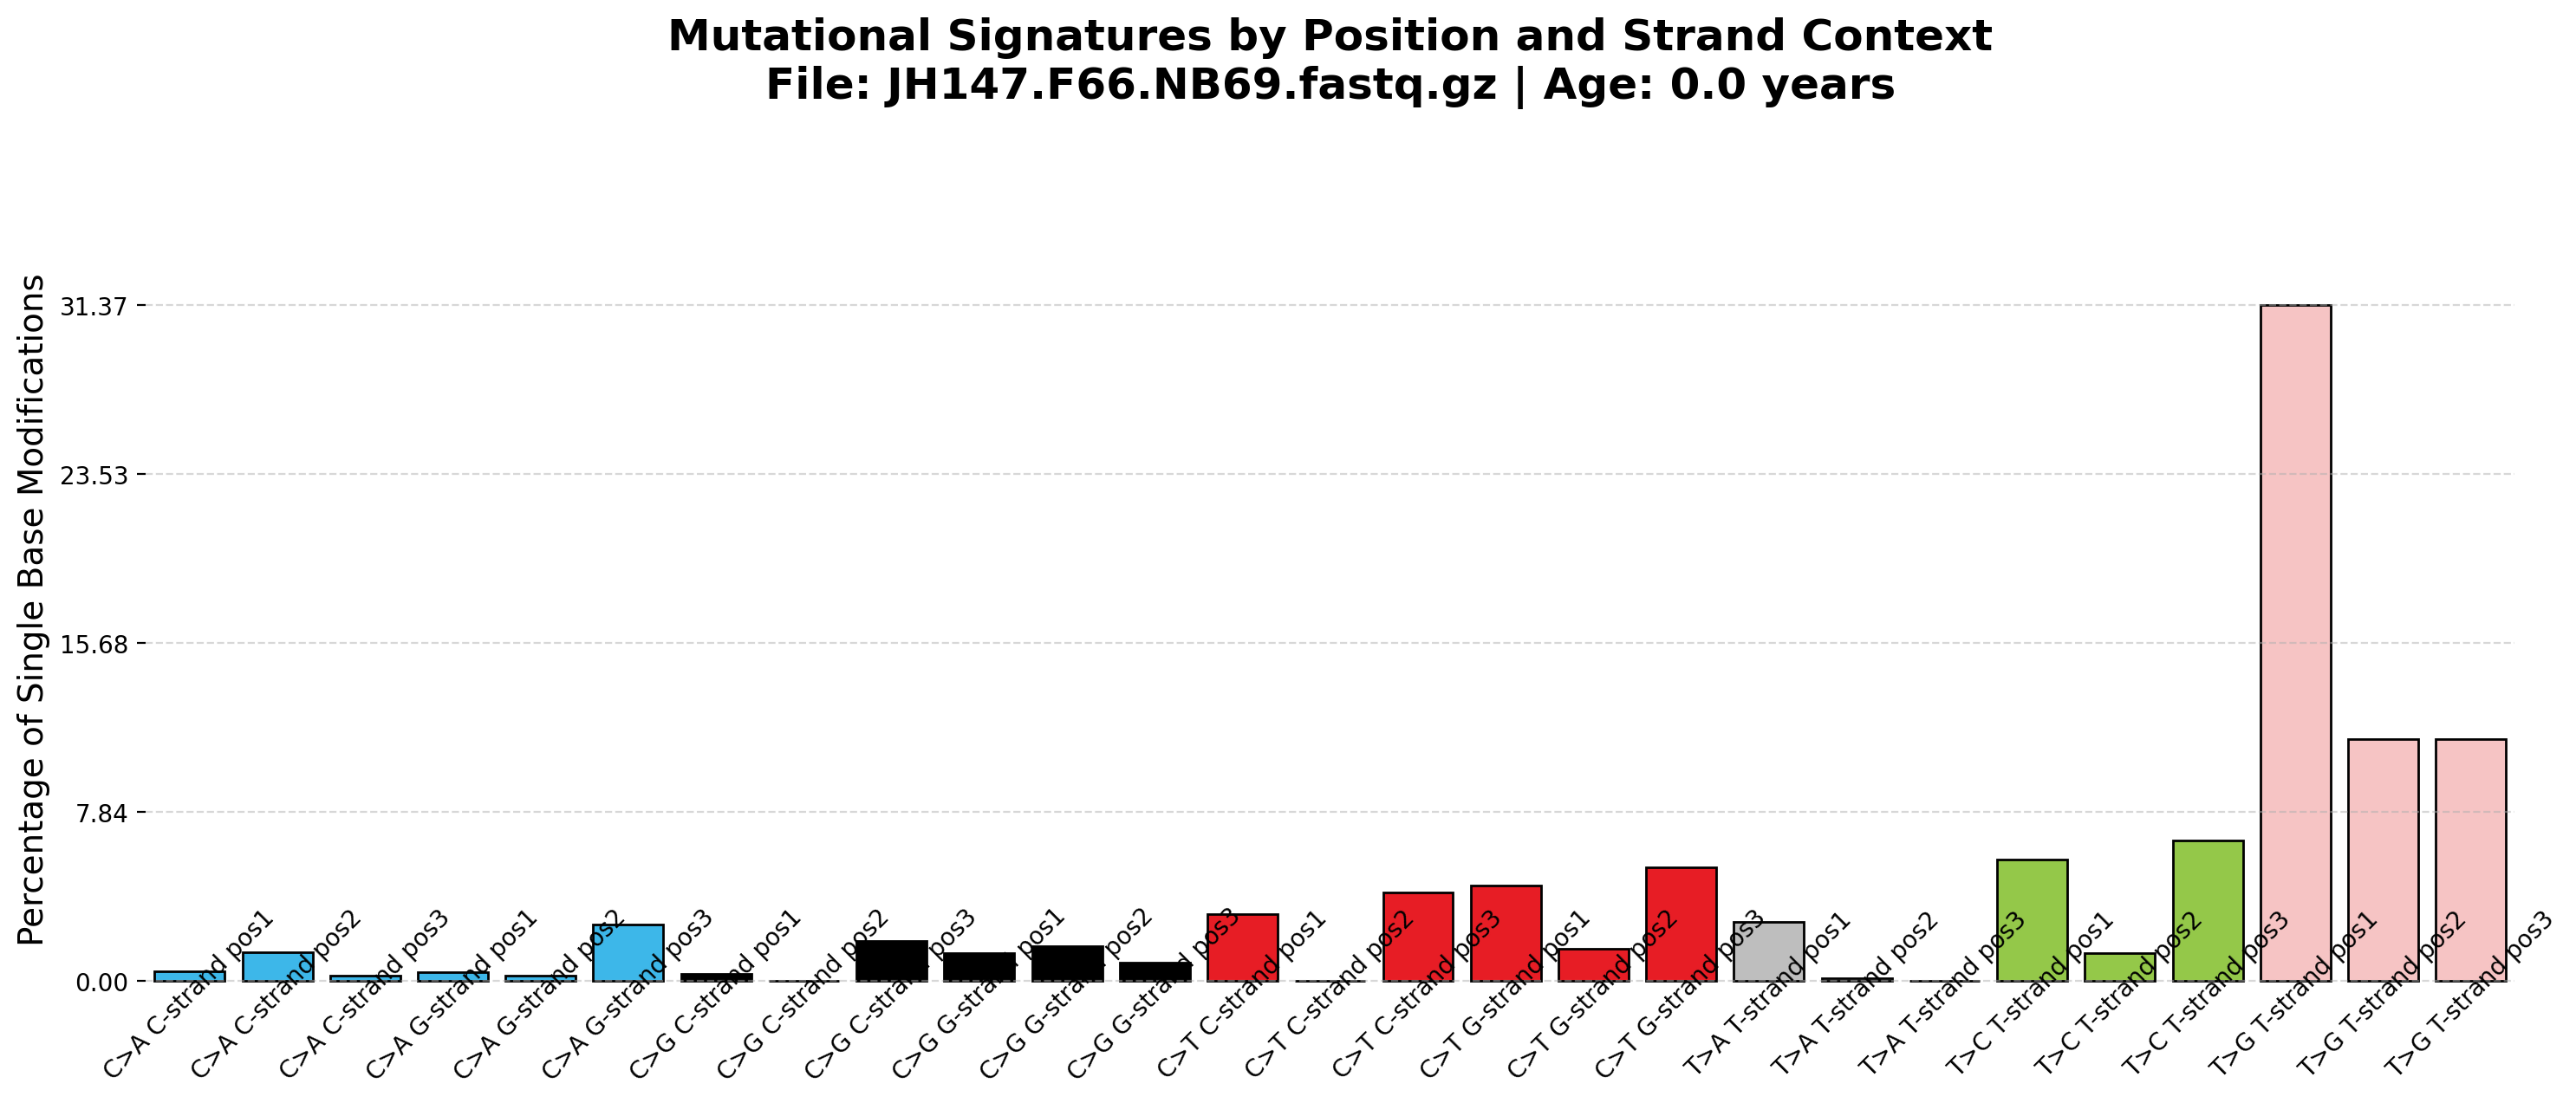 Mutational Signatures by Position and Strand Context
File: JH147.F66.NB69.fastq.gz | Age: 0.0 years
Percentage of Single Base Modifications
31.37
23.53
15.68
7.84
0.00
C>A C-strand pos1
C>A C-strand pos2
C>A C-strand pos3
C>A G-strand pos1
C>A G-strand pos2
C>A G-strand pos3
C>G C-strand pos1
C>G C-strand pos2
C>G C-strand pos3
C>G G-strand pos1
C>G G-strand pos2
C>G G-strand pos3
C>T C-strand pos1
C>T C-strand pos2
C>T C-strand pos3
C>T G-strand pos1
C>T G-strand pos2
C>T G-strand pos3
T>A T-strand pos1
T>A T-strand pos2
T>A T-strand pos3
T>C T-strand pos1
T>C T-strand pos2
T>C T-strand pos3
T>G T-strand pos1
T>G T-strand pos2
T>G T-strand pos3